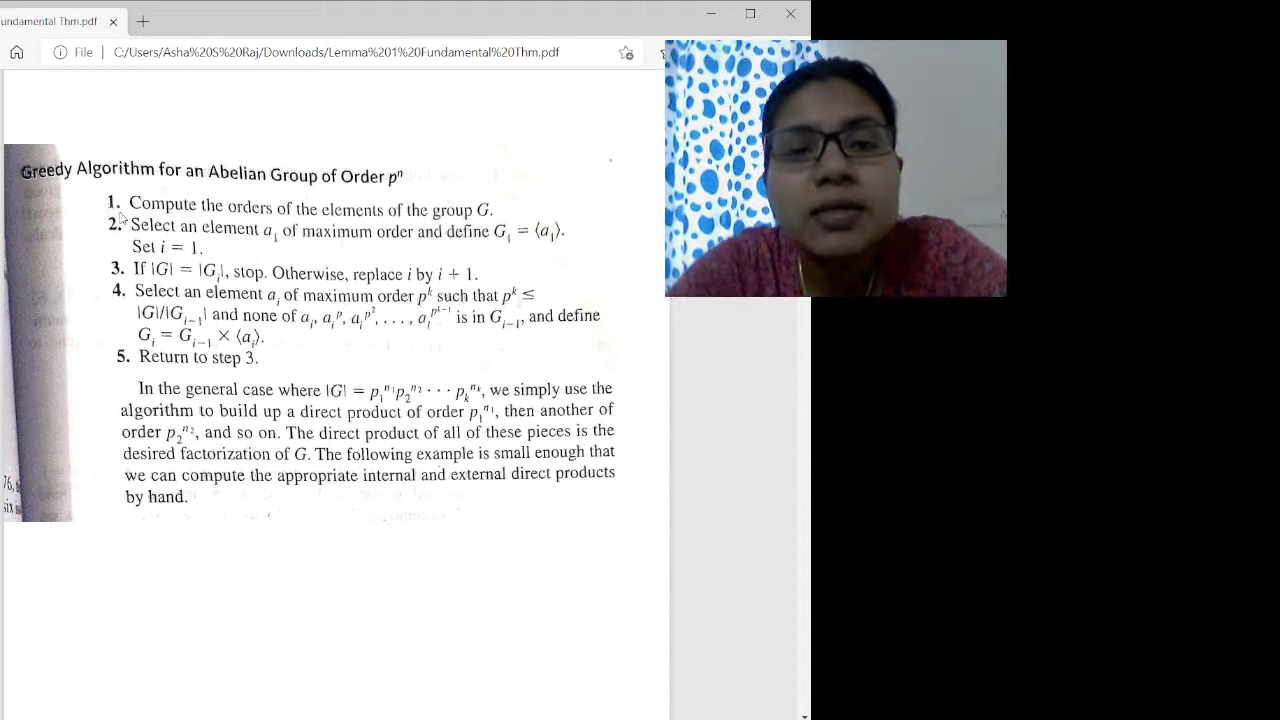 undamental Thm.pdf
File | C:/Users/Asha%20S%20Raj/Downloads/Lemma%201%20Fundamental%20Thm.pdf
Greedy Algorithm for an Abelian Group of Order pⁿ
1. Compute the orders of the elements of the group G.
2. Select an element a₁ of maximum order and define G₁ = ⟨a₁⟩.
Set i = 1.
3. If |G| = |Gᵢ|, stop. Otherwise, replace i by i + 1.
4. Select an element aᵢ of maximum order pᵏ such that pᵏ ≤
|G|/|Gᵢ₋₁| and none of aᵢ, aᵢᵖ, aᵢ^{p²}, . . . , aᵢ^{pᵏ⁻¹} is in Gᵢ₋₁, and define
Gᵢ = Gᵢ₋₁ × ⟨aᵢ⟩.
5. Return to step 3.
In the general case where |G| = p₁^{n₁}p₂^{n₂} · · · pₖ^{nₖ}, we simply use the
algorithm to build up a direct product of order p₁^{n₁}, then another of
order p₂^{n₂}, and so on. The direct product of all of these pieces is the
desired factorization of G. The following example is small enough that
we can compute the appropriate internal and external direct products
by hand.
76,
six